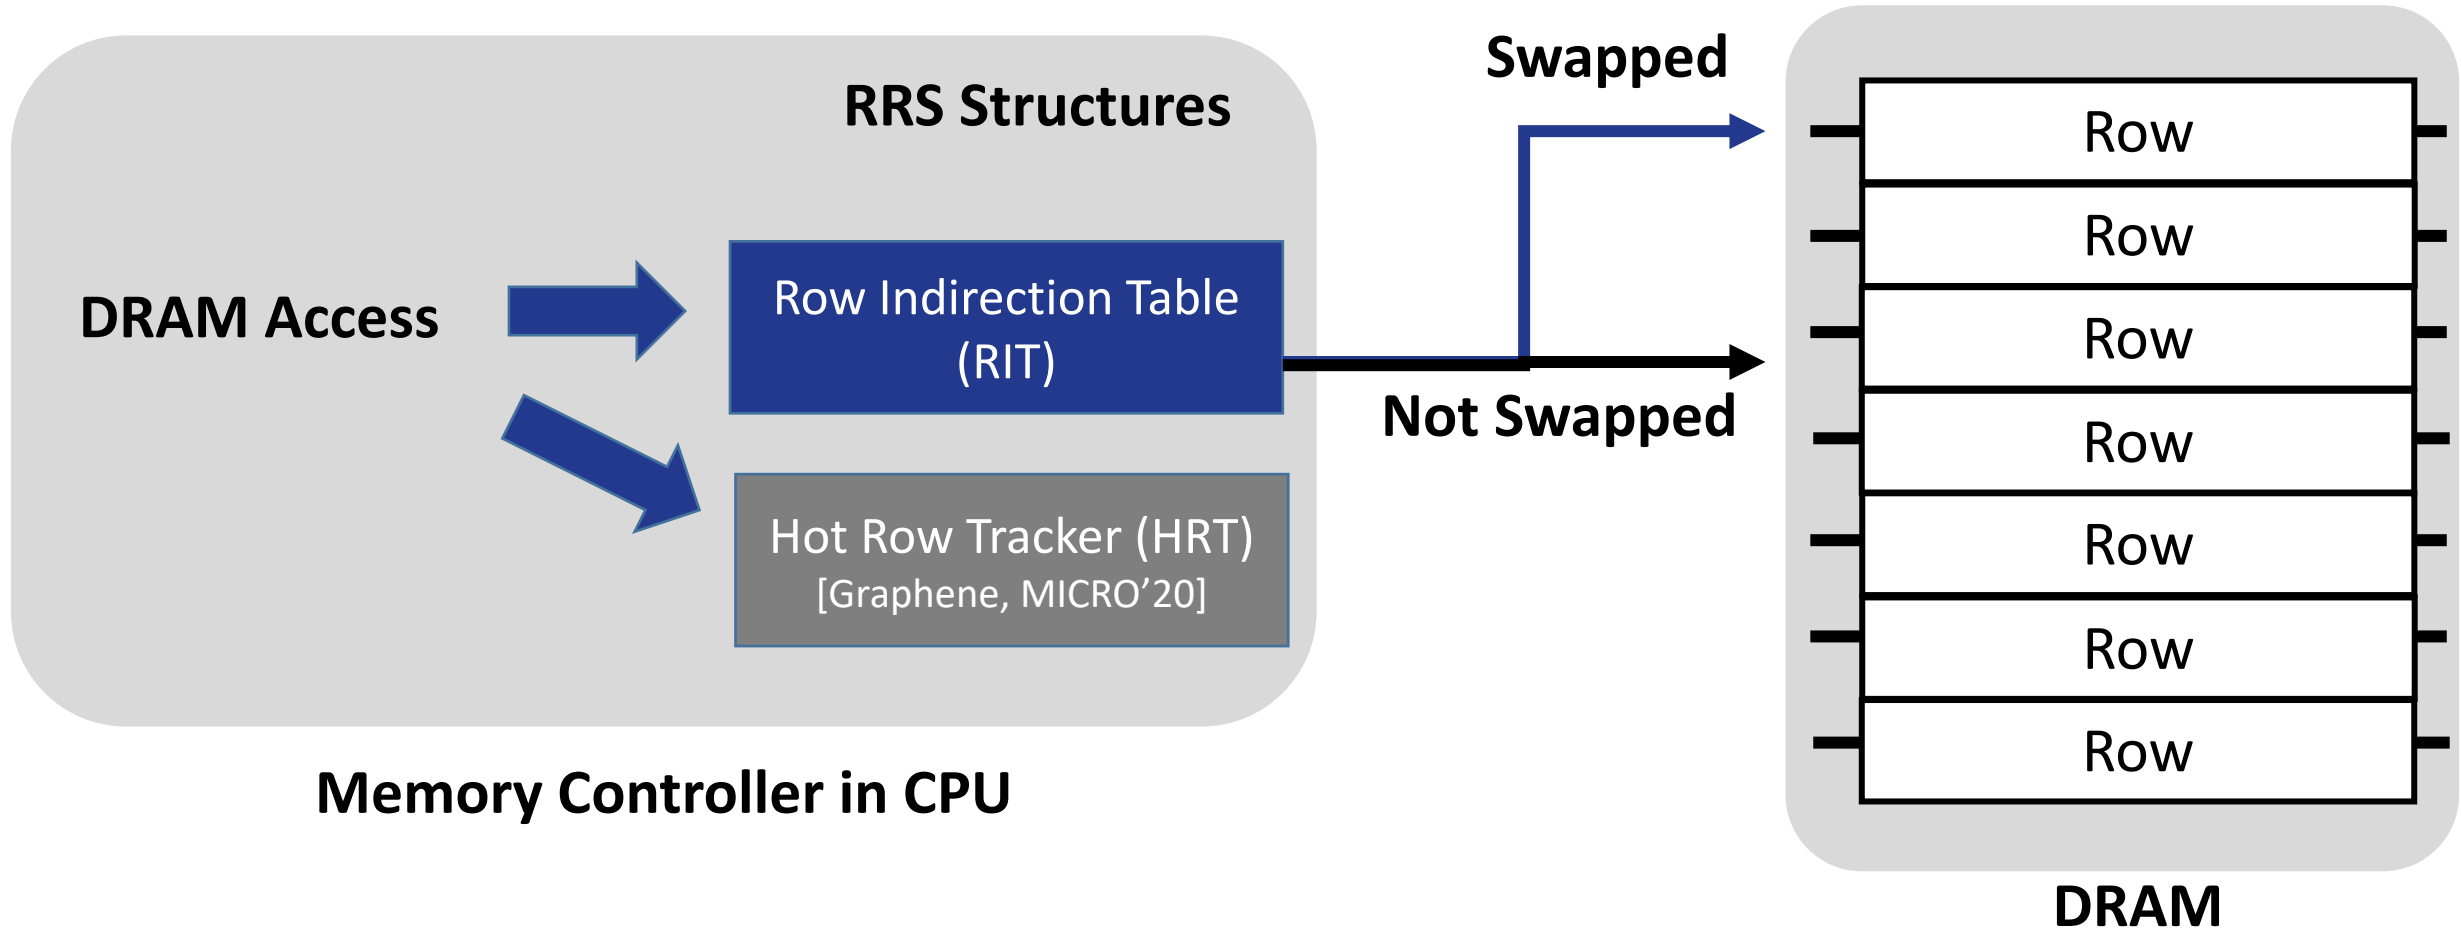 RRS Structures
DRAM Access
Row Indirection Table
(RIT)
Hot Row Tracker (HRT)
[Graphene, MICRO’20]
Memory Controller in CPU
Swapped
Not Swapped
Row
Row
Row
Row
Row
Row
Row
DRAM